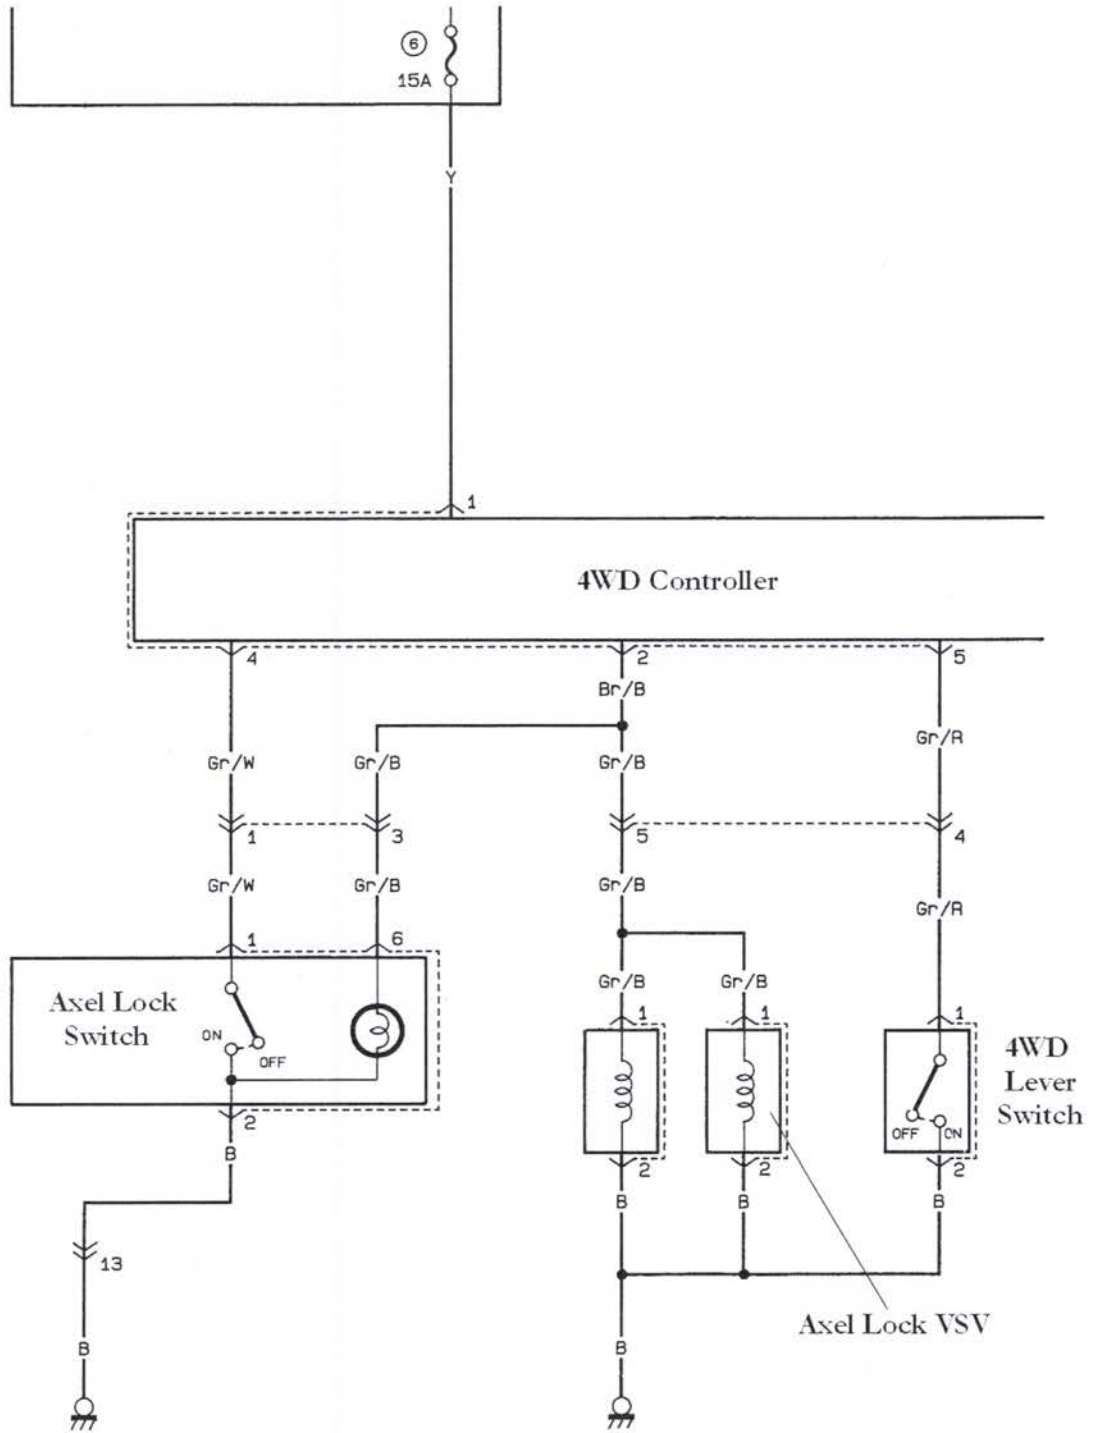 6
15A
Y
1
4WD Controller
4
2
5
Br/B
Gr/R
Gr/W
Gr/B
Gr/B
1
3
5
4
Gr/W
Gr/B
Gr/B
Gr/R
1
6
Gr/B
Gr/B
Axel Lock
Switch
ON
OFF
1
1
1
4WD
Lever
Switch
OFF
ON
2
B
2
2
2
B
B
B
13
Axel Lock VSV
B
B